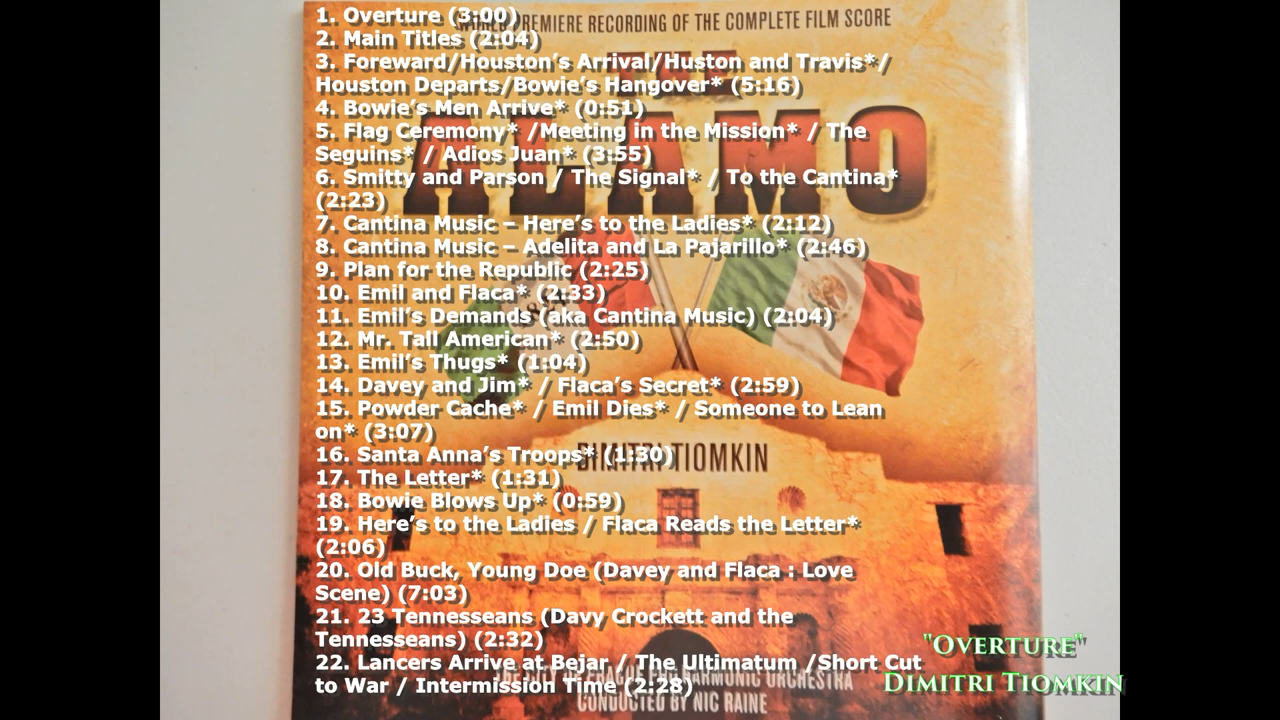 1. Overture (3:00)
PREMIERE RECORDING OF THE COMPLETE FILM SCORE
2. Main Titles (2:04)
3. Foreward/Houston's Arrival/Huston and Travis*/
Houston Departs/Bowie's Hangover* (5:16)
4. Bowie's Men Arrive* (0:51)
ALAMO
5. Flag Ceremony* /Meeting in the Mission* / The
Seguins* / Adios Juan* (3:55)
6. Smitty and Parson / The Signal* / To the Cantina*
(2:23)
7. Cantina Music – Here's to the Ladies* (2:12)
8. Cantina Music – Adelita and La Pajarillo* (2:46)
9. Plan for the Republic (2:25)
10. Emil and Flaca* (2:33)
11. Emil's Demands (aka Cantina Music) (2:04)
12. Mr. Tall American* (2:50)
13. Emil's Thugs* (1:04)
14. Davey and Jim* / Flaca's Secret* (2:59)
15. Powder Cache* / Emil Dies* / Someone to Lean
on* (3:07)
16. Santa Anna's Troops* (1:30)
DIMITRI TIOMKIN
17. The Letter* (1:31)
18. Bowie Blows Up* (0:59)
19. Here's to the Ladies / Flaca Reads the Letter*
(2:06)
20. Old Buck, Young Doe (Davey and Flaca : Love
Scene) (7:03)
21. 23 Tennesseans (Davy Crockett and the
Tennesseans) (2:32)
22. Lancers Arrive at Bejar / The Ultimatum /Short Cut
to War / Intermission Time (2:28)
THE CITY OF PRAGUE PHILHARMONIC ORCHESTRA
CONDUCTED BY NIC RAINE
"OVERTURE"
DIMITRI TIOMKIN